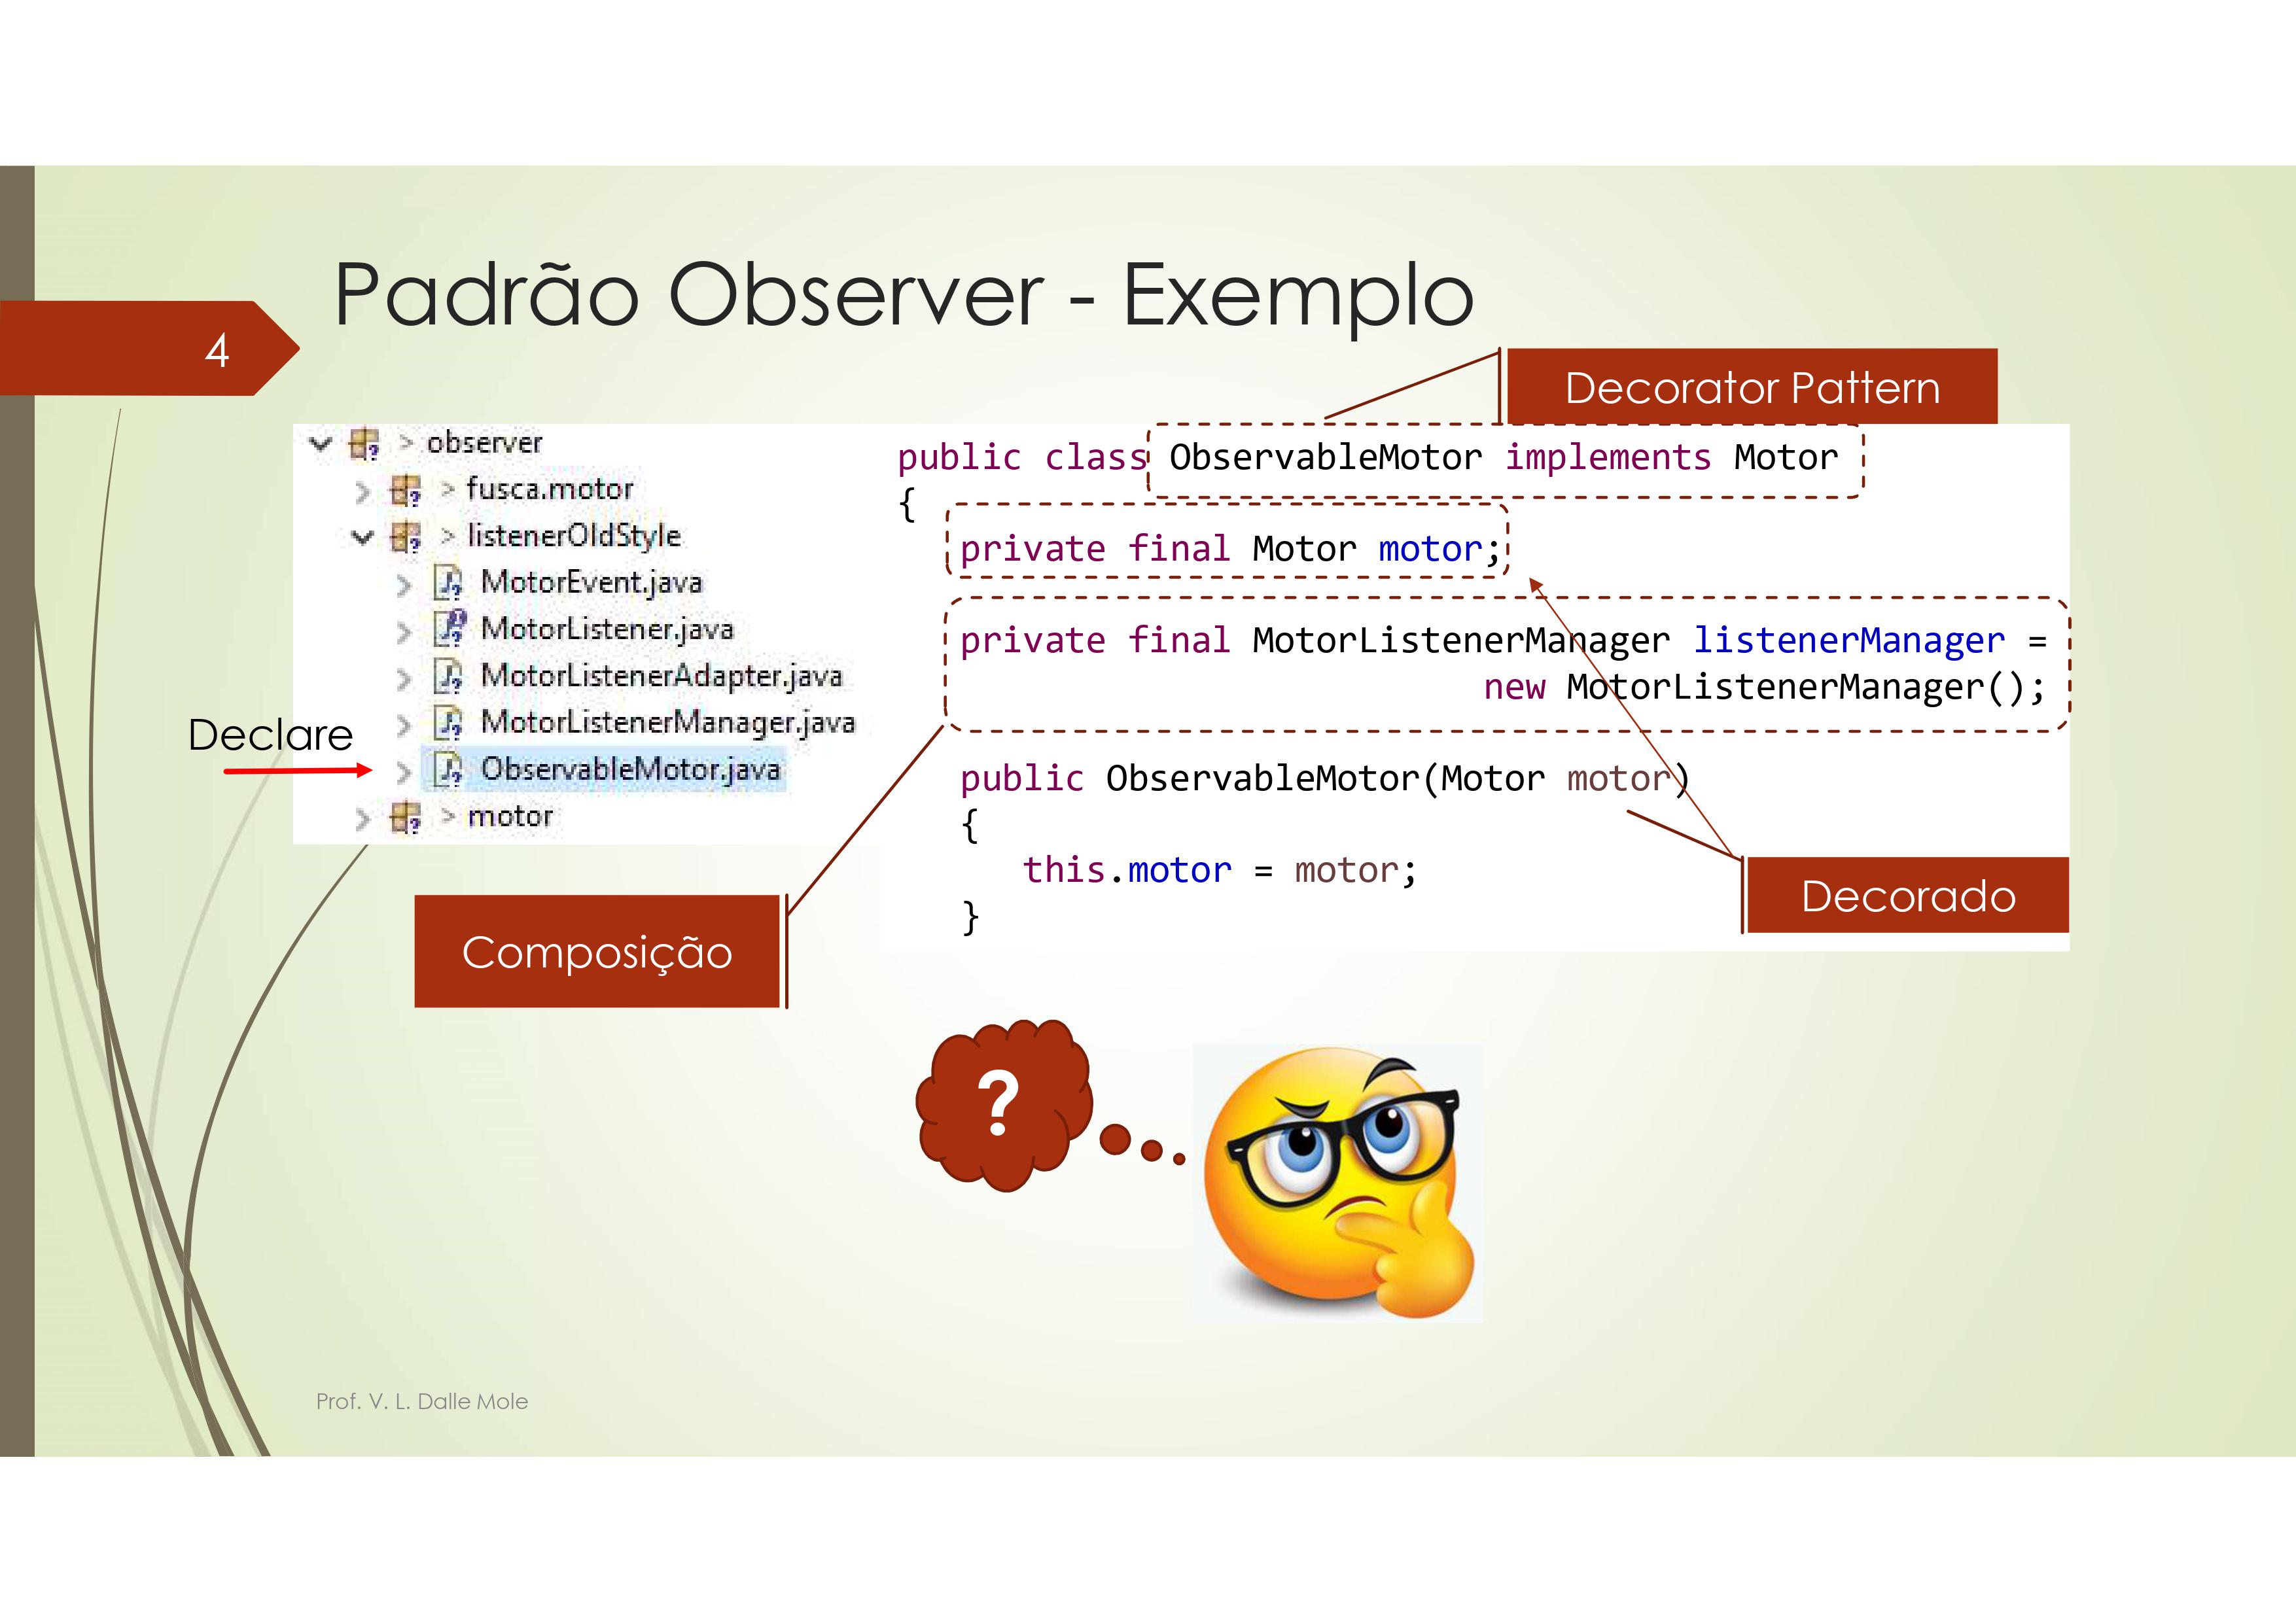 Padrão Observer - Exemplo
4
Decorator Pattern
> observer
> fusca.motor
> listenerOldStyle
MotorEvent.java
MotorListener.java
MotorListenerAdapter.java
MotorListenerManager.java
ObservableMotor.java
> motor
Declare
public class ObservableMotor implements Motor
{
private final Motor motor;
private final MotorListenerManager listenerManager =
new MotorListenerManager();
public ObservableMotor(Motor motor)
{
this.motor = motor;
}
Decorado
Composição
?
Prof. V. L. Dalle Mole